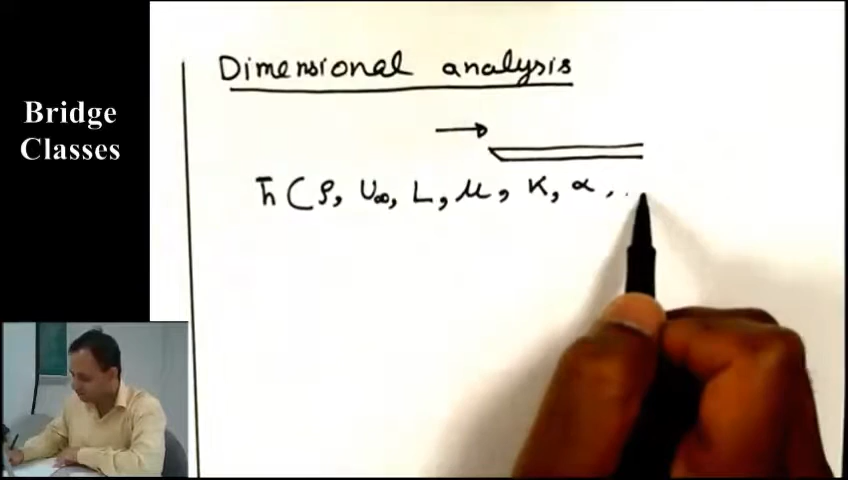 Bridge
Classes
Dimensional analysis
h̄ (ρ, U∞, L, μ, K, α, ..